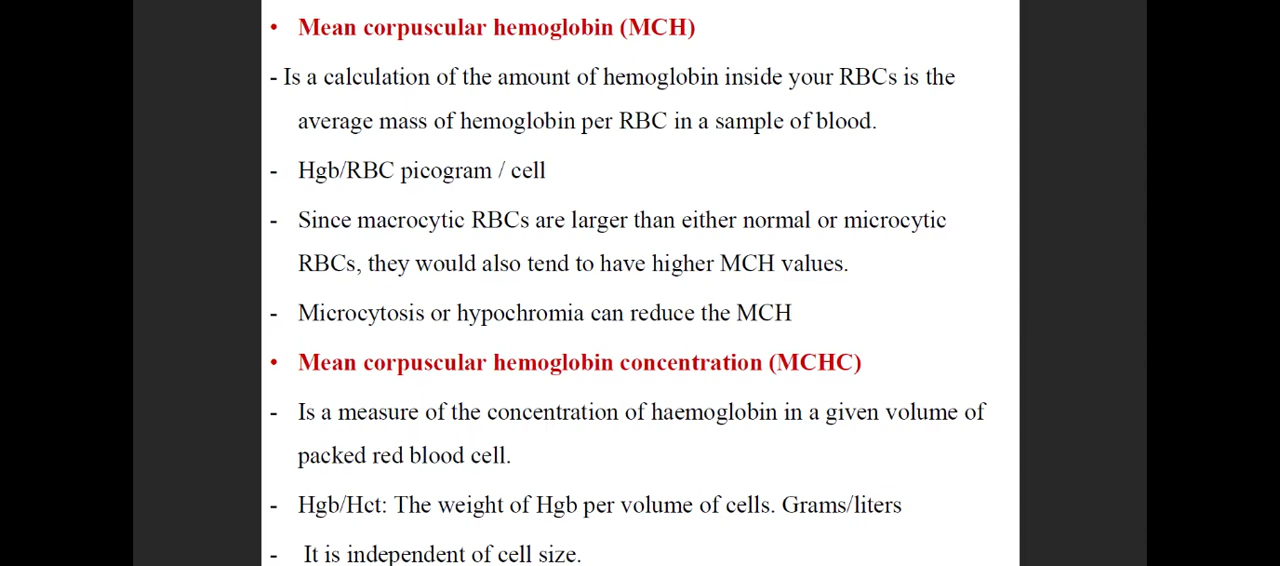 • Mean corpuscular hemoglobin (MCH)
- Is a calculation of the amount of hemoglobin inside your RBCs is the
average mass of hemoglobin per RBC in a sample of blood.
- Hgb/RBC picogram / cell
- Since macrocytic RBCs are larger than either normal or microcytic
RBCs, they would also tend to have higher MCH values.
- Microcytosis or hypochromia can reduce the MCH
• Mean corpuscular hemoglobin concentration (MCHC)
- Is a measure of the concentration of haemoglobin in a given volume of
packed red blood cell.
- Hgb/Hct: The weight of Hgb per volume of cells. Grams/liters
- It is independent of cell size.